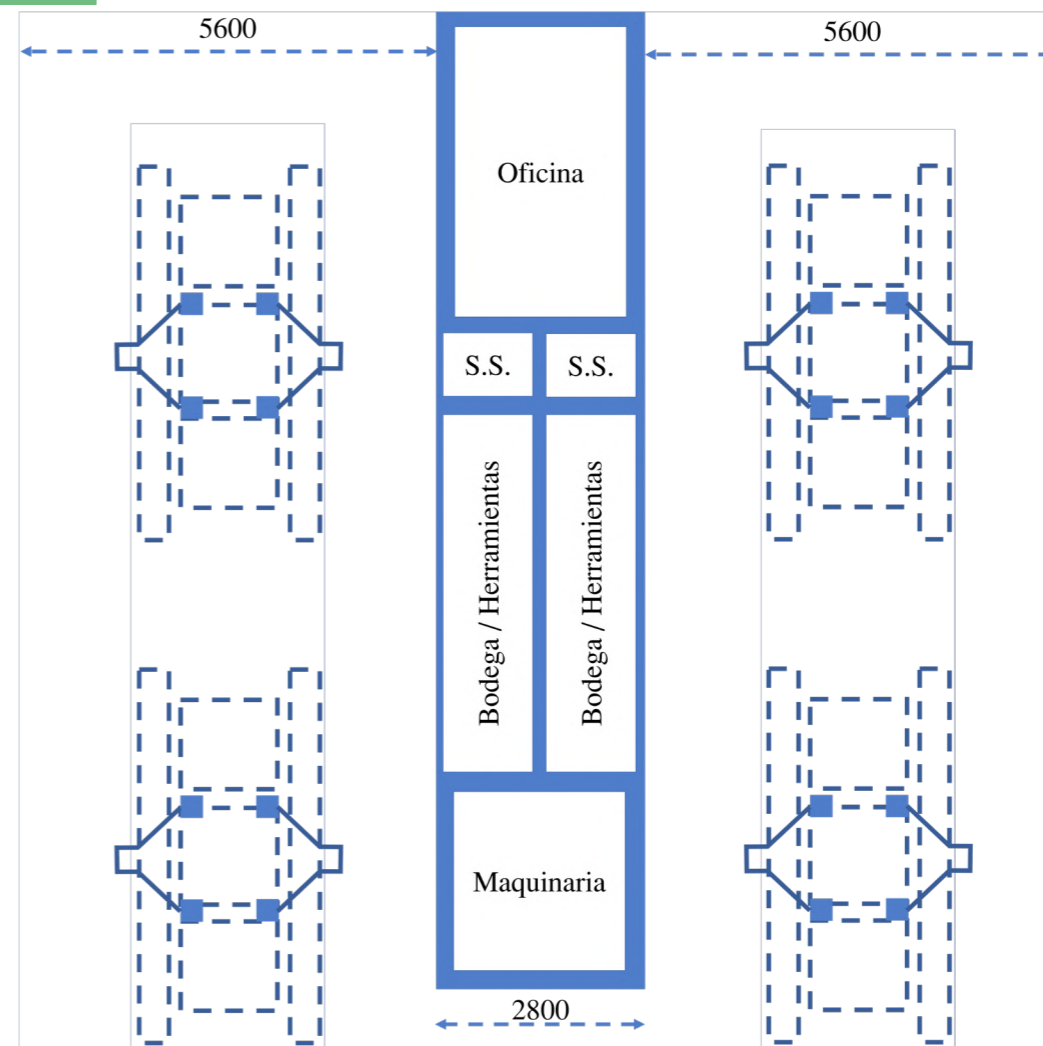 5600
5600
Oficina
S.S.
S.S.
Bodega / Herramientas
Bodega / Herramientas
Maquinaria
2800